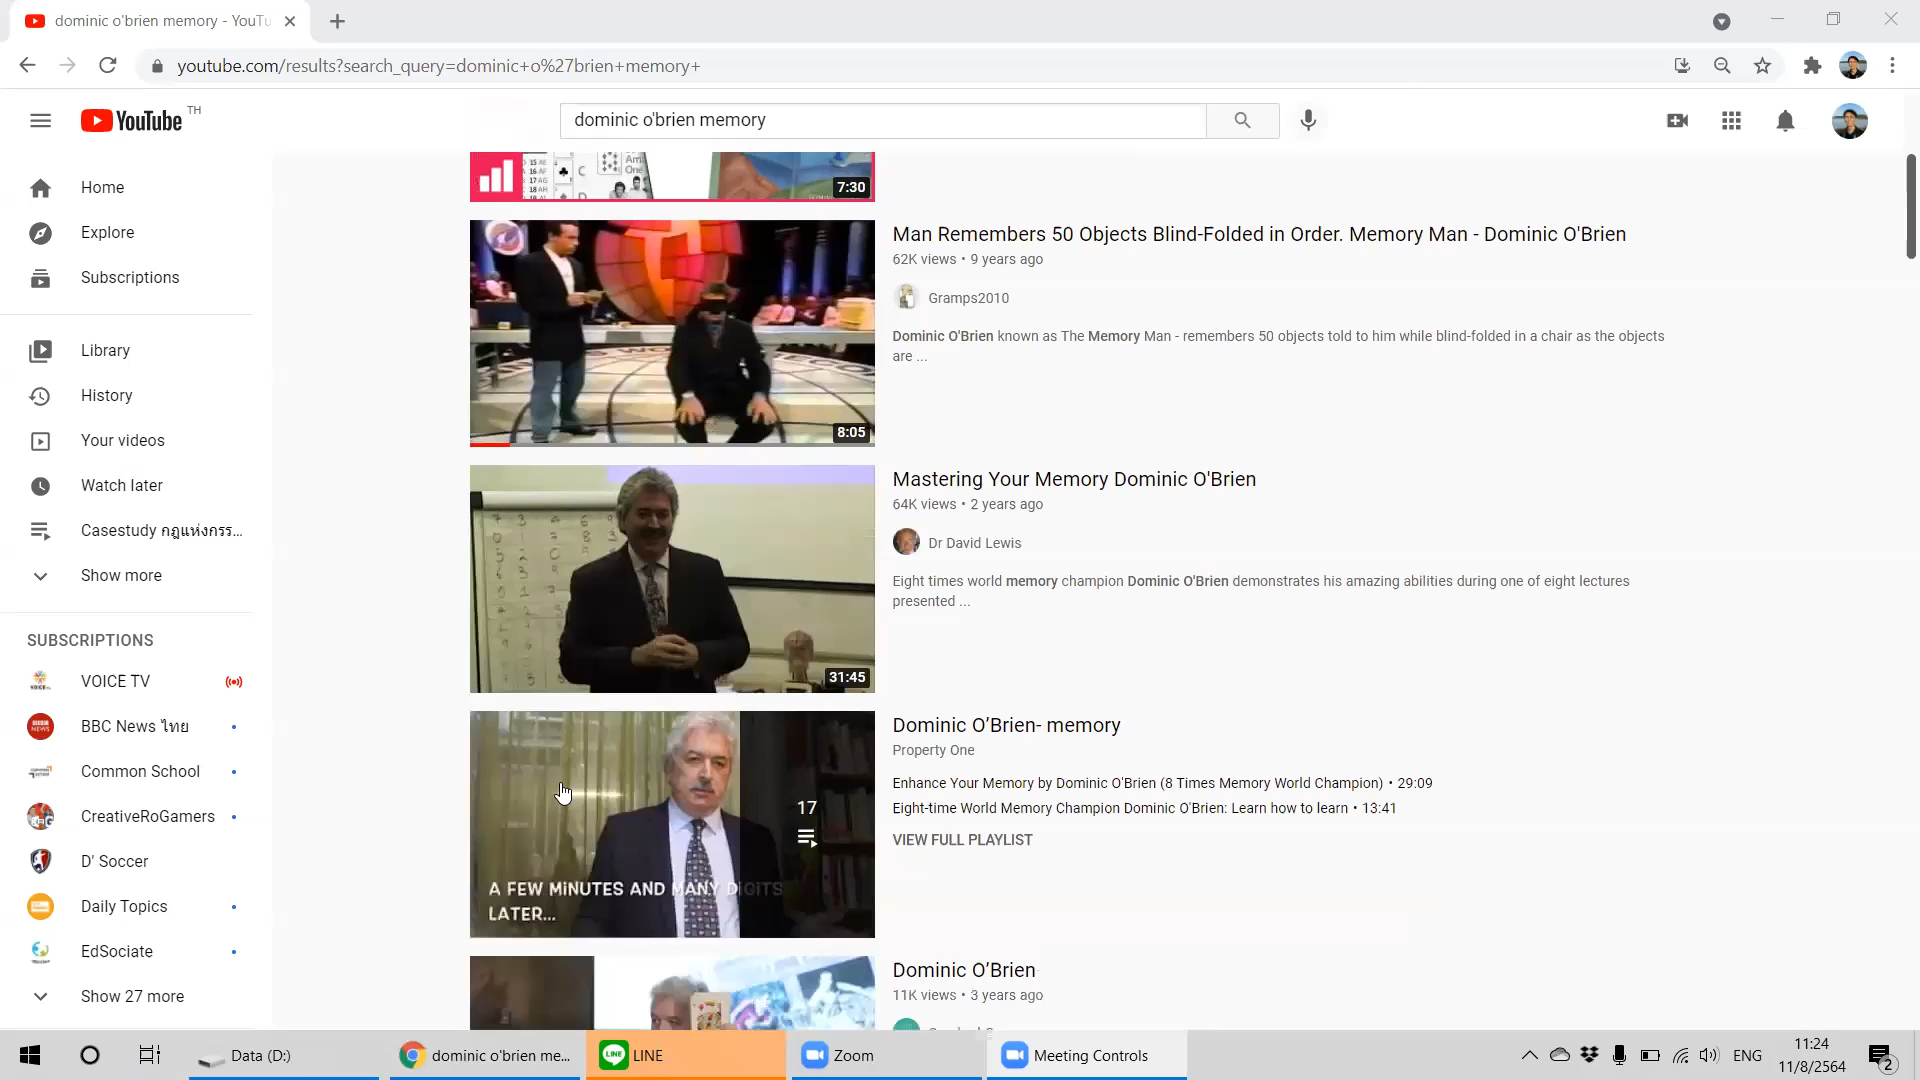 dominic o'brien memory - YouTu
youtube.com/results?search_query=dominic+o%27brien+memory+
YouTube TH
dominic o'brien memory
Home
Explore
Subscriptions
Library
History
Your videos
Watch later
Casestudy กฎแห่งกรร...
Show more
SUBSCRIPTIONS
VOICE TV
BBC News ไทย
Common School
CreativeRoGamers
D' Soccer
Daily Topics
EdSociate
Show 27 more
7:30
Man Remembers 50 Objects Blind-Folded in Order. Memory Man - Dominic O'Brien
62K views • 9 years ago
Gramps2010
Dominic O'Brien known as The Memory Man - remembers 50 objects told to him while blind-folded in a chair as the objects
are ...
8:05
Mastering Your Memory Dominic O'Brien
64K views • 2 years ago
Dr David Lewis
Eight times world memory champion Dominic O'Brien demonstrates his amazing abilities during one of eight lectures
presented ...
31:45
Dominic O’Brien- memory
Property One
Enhance Your Memory by Dominic O'Brien (8 Times Memory World Champion) • 29:09
Eight-time World Memory Champion Dominic O'Brien: Learn how to learn • 13:41
VIEW FULL PLAYLIST
17
A FEW MINUTES AND MANY DIGITS
LATER...
Dominic O’Brien
11K views • 3 years ago
Data (D:)
dominic o'brien me...
LINE
Zoom
Meeting Controls
ENG
11:24
11/8/2564
2